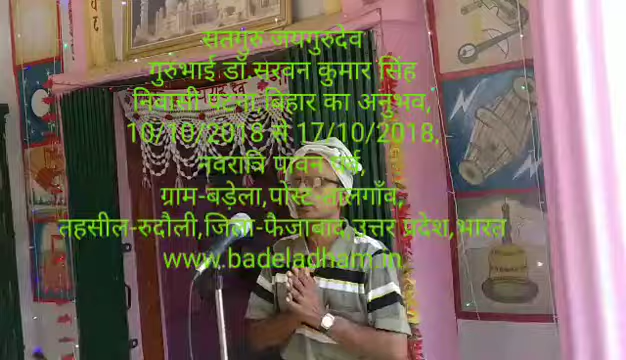 सतगुरु जयगुरुदेव
गुरुभाई डॉ.सरवन कुमार सिंह
निवासी पटना बिहार का अनुभव,
10/10/2018 से 17/10/2018,
नवरात्रि पावन पर्व,
ग्राम-बड़ेला,पोस्ट-तालगाँव,
तहसील-रुदौली,जिला-फैजाबाद,उत्तर प्रदेश,भारत
www.badeladham.in